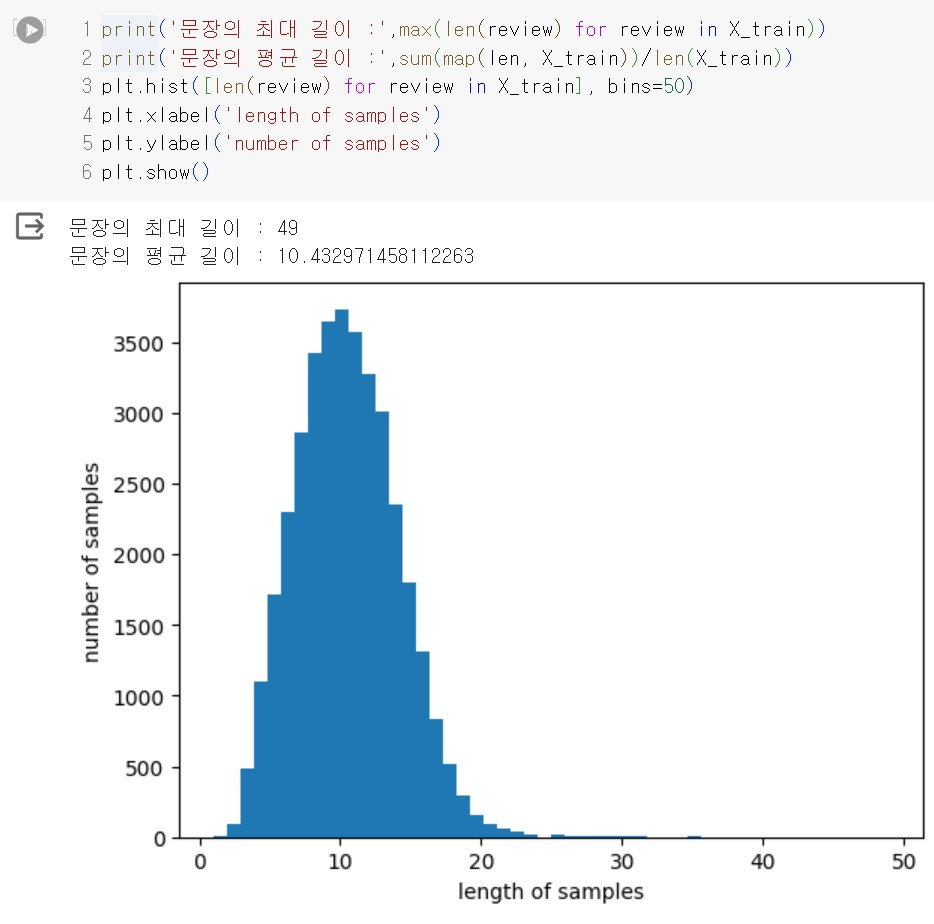 1 print('문장의 최대 길이 :',max(len(review) for review in X_train))
2 print('문장의 평균 길이 :',sum(map(len, X_train))/len(X_train))
3 plt.hist([len(review) for review in X_train], bins=50)
4 plt.xlabel('length of samples')
5 plt.ylabel('number of samples')
6 plt.show()
문장의 최대 길이 : 49
문장의 평균 길이 : 10.432971458112263
3500
3000
2500
2000
1500
1000
500
0
number of samples
0 10 20 30 40 50
length of samples